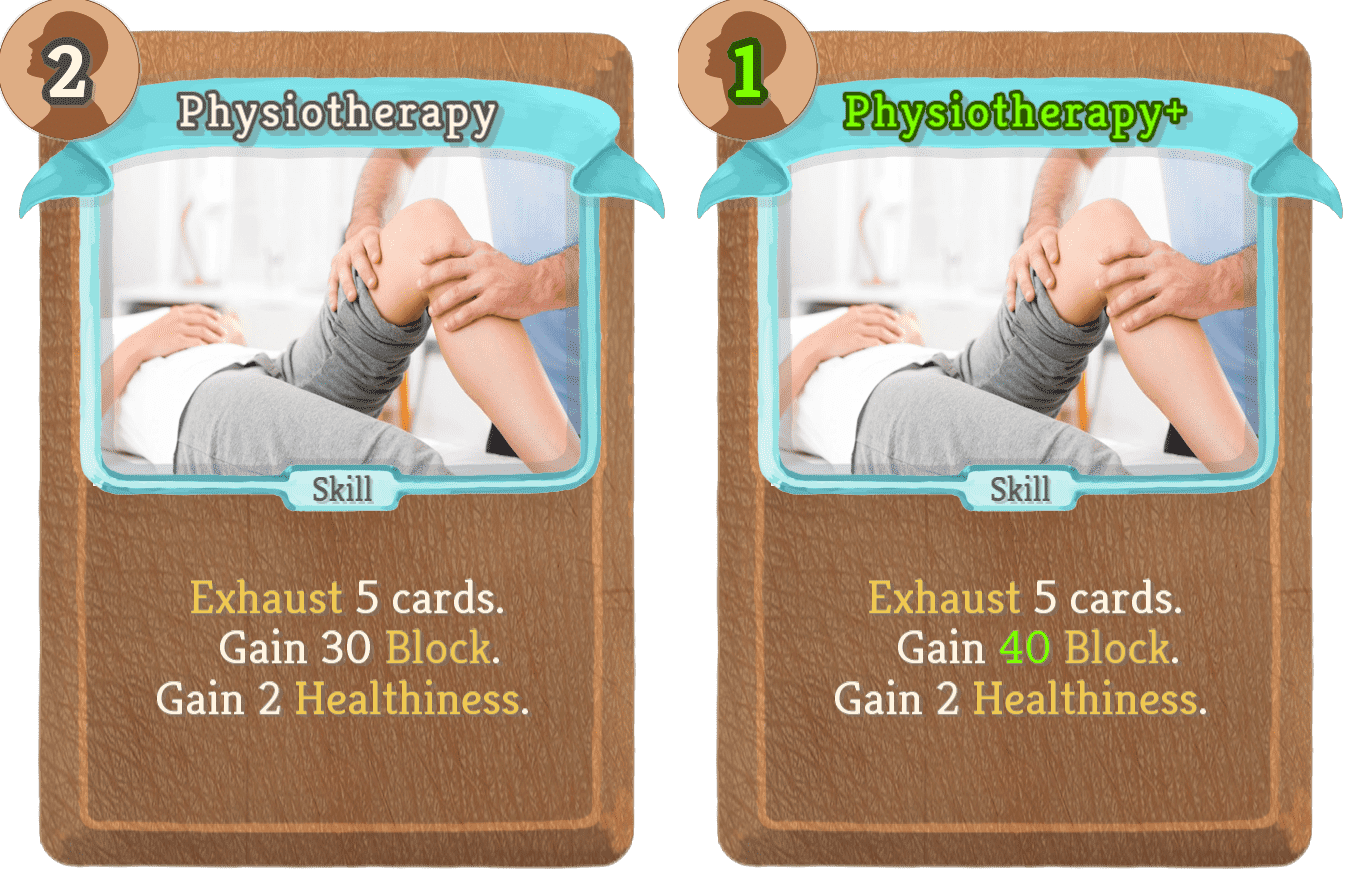 2
Physiotherapy
Skill
Exhaust 5 cards.
Gain 30 Block.
Gain 2 Healthiness.
1
Physiotherapy+
Skill
Exhaust 5 cards.
Gain 40 Block.
Gain 2 Healthiness.